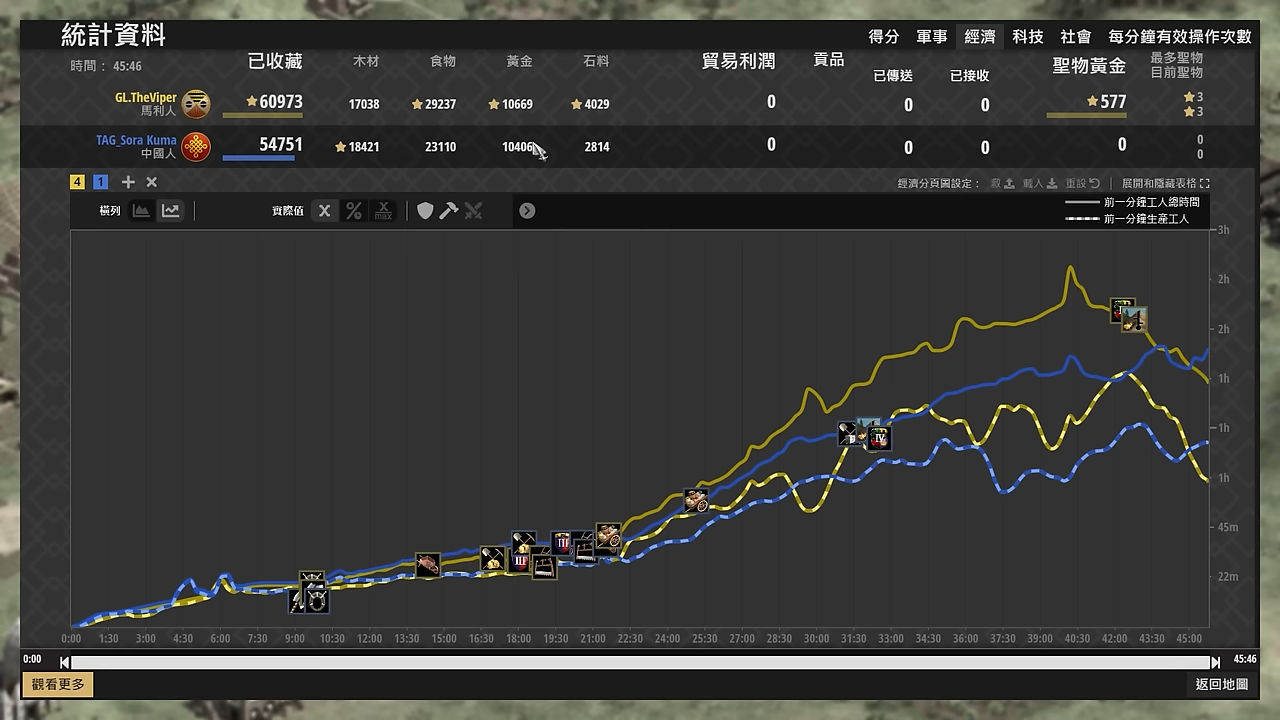 統計資料
得分 軍事 經濟 科技 社會 每分鐘有效操作次數
時間： 45:46
已收藏 木材 食物 黃金 石料 貿易利潤 貢品 已傳送 已接收 聖物黃金 最多聖物 目前聖物
GL.TheViper 馬利人 60973 17038 29237 10669 4029 0 0 0 577 3 3
TAG_Sora Kuma 中國人 54751 18421 23110 10406 2814 0 0 0 0 0 0
4 1 經濟分頁圖設定： 載入 重設 展開和隱藏表格
橫列 實際值 X % X max
前一分鐘工人總時間
前一分鐘生產工人
3h
2h
2h
1h
1h
1h
45m
22m
III
III
IV
0:00 1:30 3:00 4:30 6:00 7:30 9:00 10:30 12:00 13:30 15:00 16:30 18:00 19:30 21:00 22:30 24:00 25:30 27:00 28:30 30:00 31:30 33:00 34:30 36:00 37:30 39:00 40:30 42:00 43:30 45:00
0:00 45:46
觀看更多 返回地圖